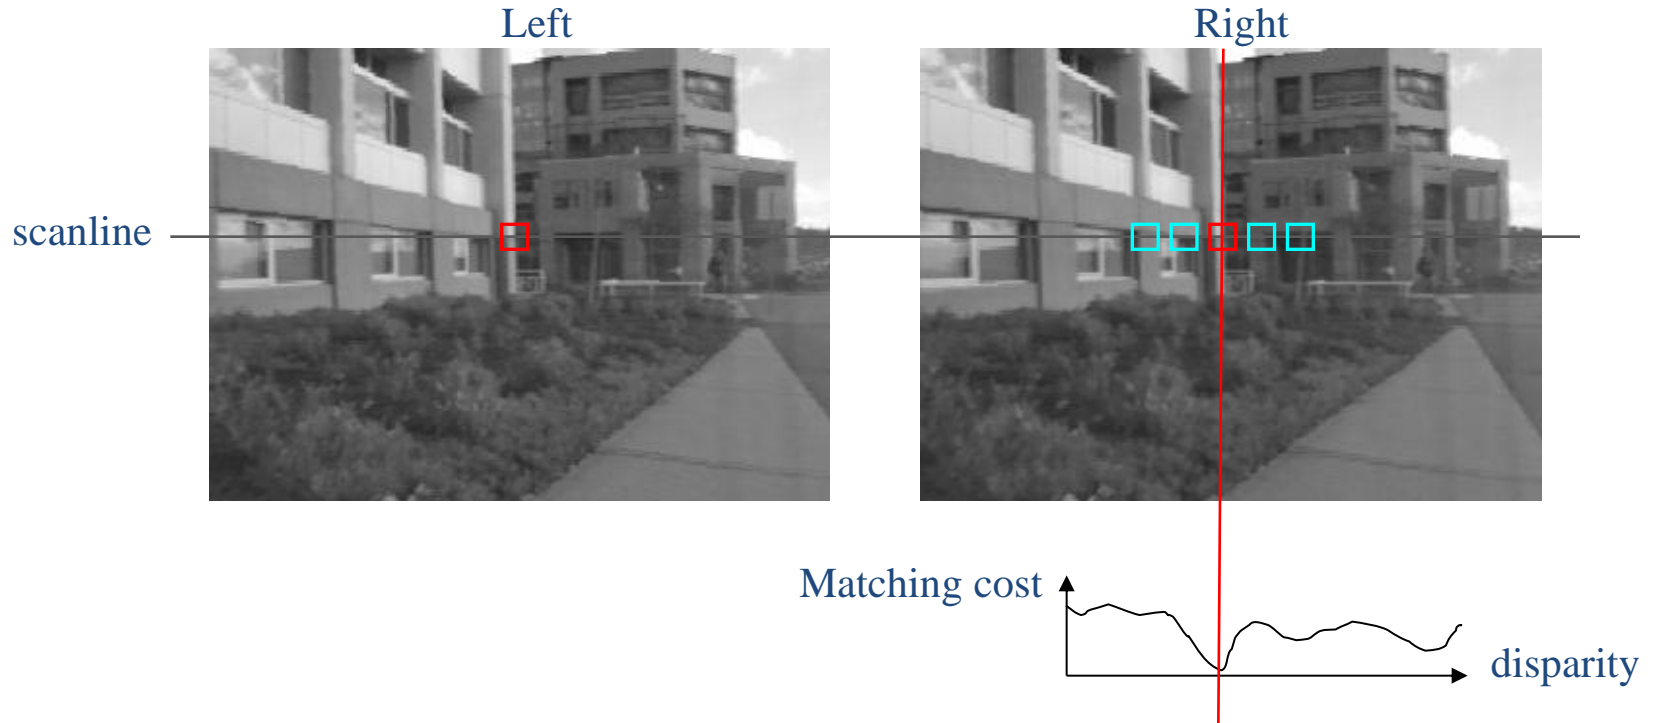 Left
Right
scanline
Matching cost
disparity